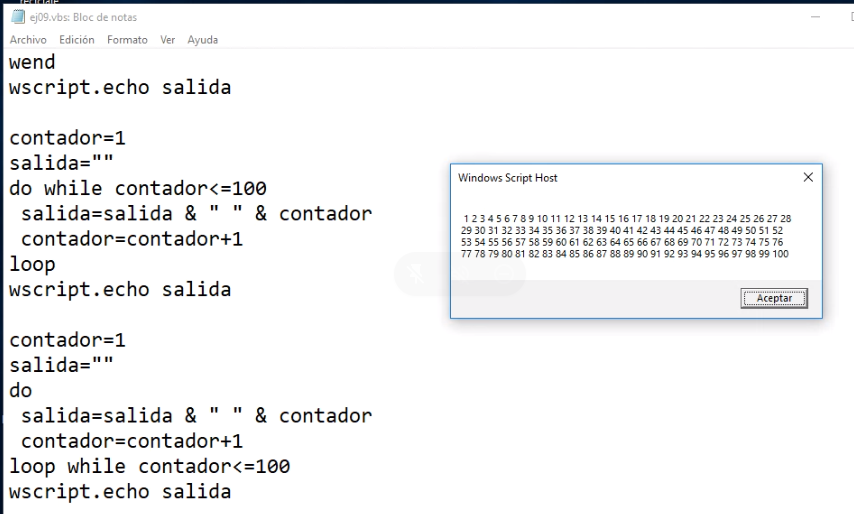 ej09.vbs: Bloc de notas
Archivo Edición Formato Ver Ayuda
wend
wscript.echo salida
contador=1
salida=""
do while contador<=100
salida=salida & " " & contador
contador=contador+1
loop
wscript.echo salida
contador=1
salida=""
do
salida=salida & " " & contador
contador=contador+1
loop while contador<=100
wscript.echo salida
Windows Script Host
1 2 3 4 5 6 7 8 9 10 11 12 13 14 15 16 17 18 19 20 21 22 23 24 25 26 27 28
29 30 31 32 33 34 35 36 37 38 39 40 41 42 43 44 45 46 47 48 49 50 51 52
53 54 55 56 57 58 59 60 61 62 63 64 65 66 67 68 69 70 71 72 73 74 75 76
77 78 79 80 81 82 83 84 85 86 87 88 89 90 91 92 93 94 95 96 97 98 99 100
Aceptar